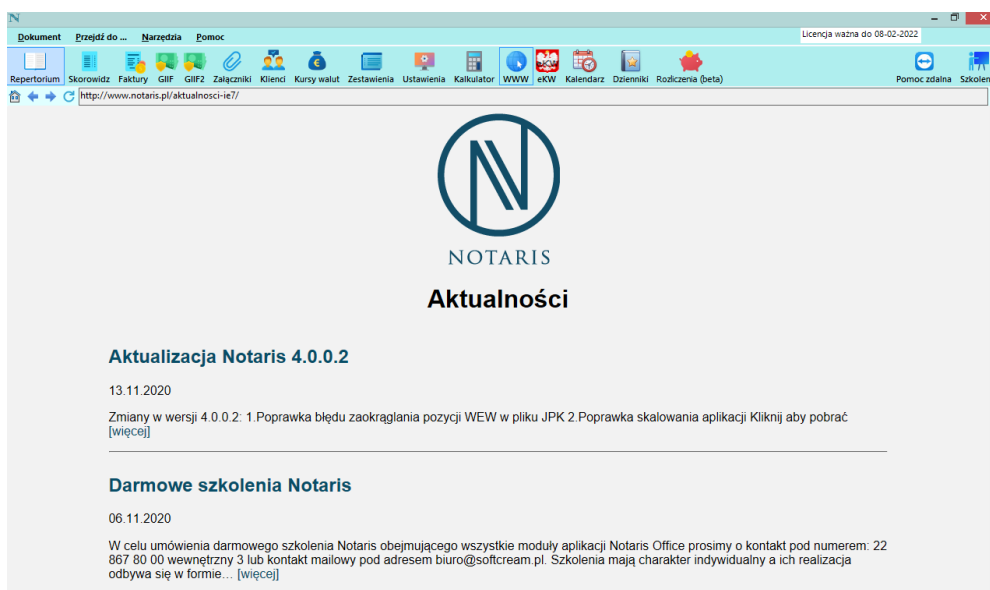 N
Dokument Przejdź do ... Narzędzia Pomoc
Licencja ważna do 08-02-2022
Repertorium Skorowidz Faktury GIIF GIIF2 Załączniki Klienci Kursy walut Zestawienia Ustawienia Kalkulator WWW eKW Kalendarz Dzienniki Rozliczenia (beta) Pomoc zdalna Szkolen
http://www.notaris.pl/aktualnosci-ie7/
NOTARIS
Aktualności
Aktualizacja Notaris 4.0.0.2
13.11.2020
Zmiany w wersji 4.0.0.2: 1.Poprawka błędu zaokrąglania pozycji WEW w pliku JPK 2.Poprawka skalowania aplikacji Kliknij aby pobrać
[więcej]
Darmowe szkolenia Notaris
06.11.2020
W celu umówienia darmowego szkolenia Notaris obejmującego wszystkie moduły aplikacji Notaris Office prosimy o kontakt pod numerem: 22
867 80 00 wewnętrzny 3 lub kontakt mailowy pod adresem biuro@softcream.pl. Szkolenia mają charakter indywidualny a ich realizacja
odbywa się w formie… [więcej]